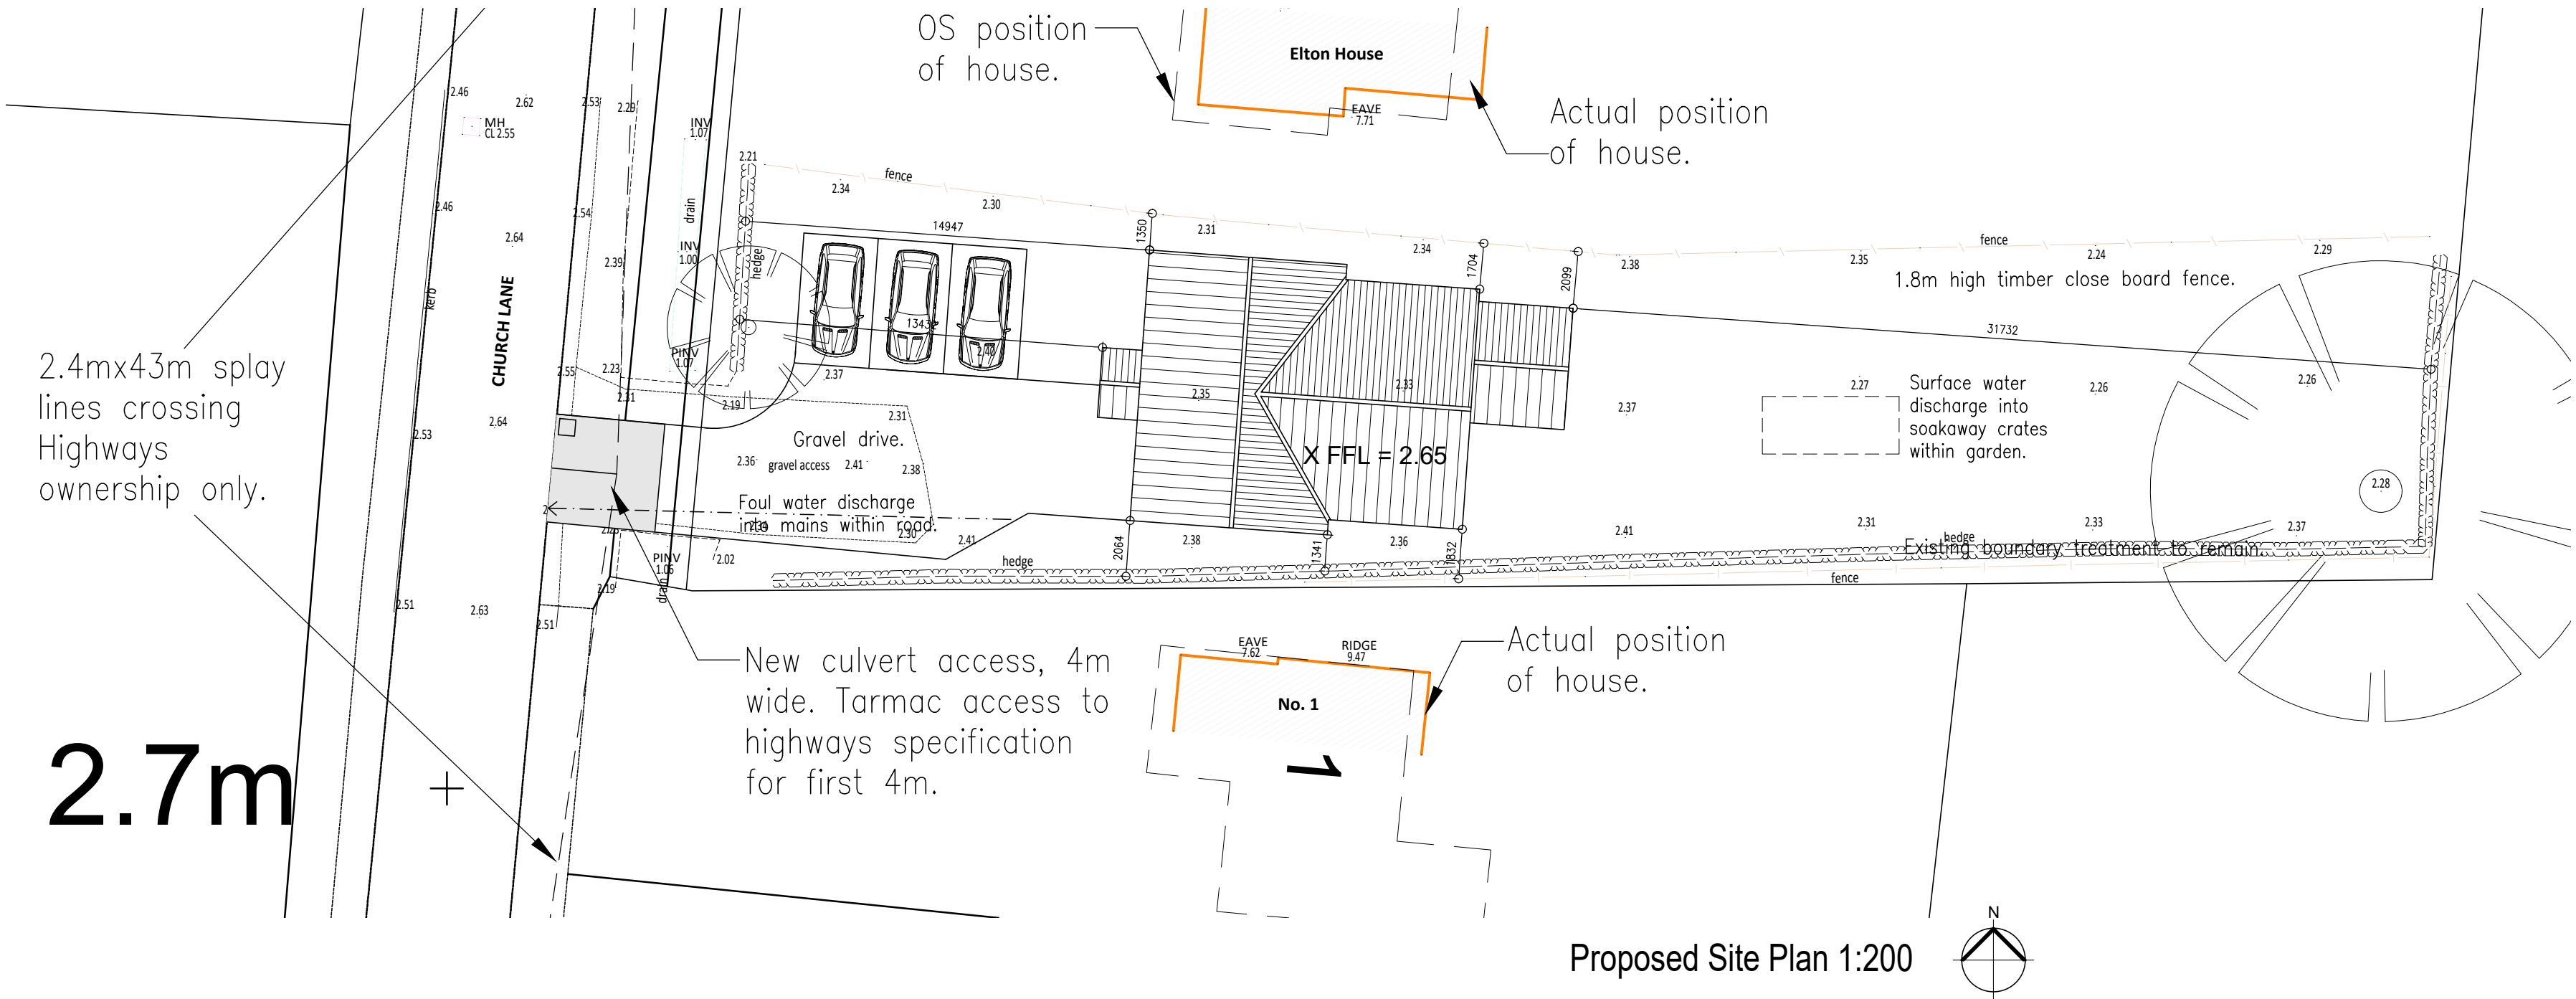 OS position
of house.
Elton House
EAVE
7.71
Actual position
of house.
2.46
2.62
2.53
2.29
MH
CL 2.55
INV
1.07
2.21
fence
2.34
2.30
2.46
2.54
drain
14947
1350
2.31
2.34
1704
2099
2.38
2.35
fence
2.24
2.29
2.64
INV
1.00
hedge
2.39
1.8m high timber close board fence.
kerb
CHURCH LANE
2.4mx43m splay
lines crossing
Highways
ownership only.
PINV
1.07
2.40
31732
2.55
2.23
2.37
2.31
2.19
2.35
2.33
2.37
2.27
Surface water
discharge into
soakaway crates
within garden.
2.26
2.26
2.53
2.64
2.31
Gravel drive.
2.36
gravel access
2.41
2.38
X FFL = 2.65
2.28
Foul water discharge
into mains within road.
2.30
2.41
2064
2.38
1341
2.36
1832
2.41
2.31
2.33
2.37
hedge
Existing boundary treatment to remain.
PINV
1.06
2.02
hedge
fence
2.51
2.63
2.19
drain
2.51
New culvert access, 4m
wide. Tarmac access to
highways specification
for first 4m.
EAVE
7.62
RIDGE
9.47
No. 1
1
Actual position
of house.
2.7m
N
Proposed Site Plan 1:200